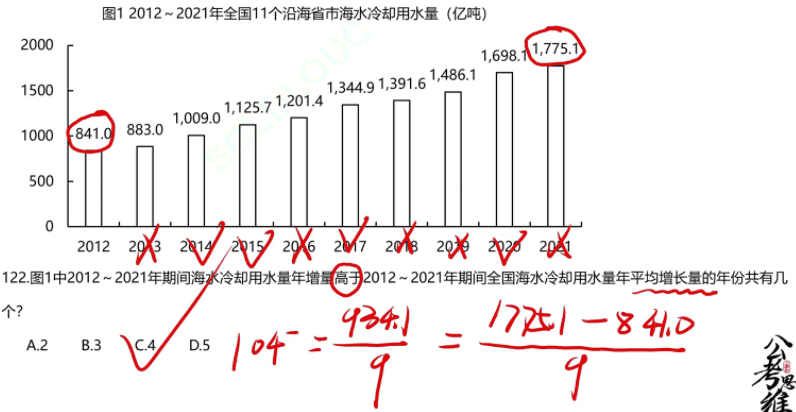 图1 2012～2021年全国11个沿海省市海水冷却用水量（亿吨）
2000
1500
1000
500
0
841.0
883.0
1,009.0
1,125.7
1,201.4
1,344.9
1,391.6
1,486.1
1,698.1
1,775.1
2012 2013 2014 2015 2016 2017 2018 2019 2020 2021
122.图1中2012～2021年期间海水冷却用水量年增量高于2012～2021年期间全国海水冷却用水量年平均增长量的年份共有几
个？
A.2 B.3 C.4 D.5
104⁻ = 934.1/9 = 1775.1-841.0/9
公考思维